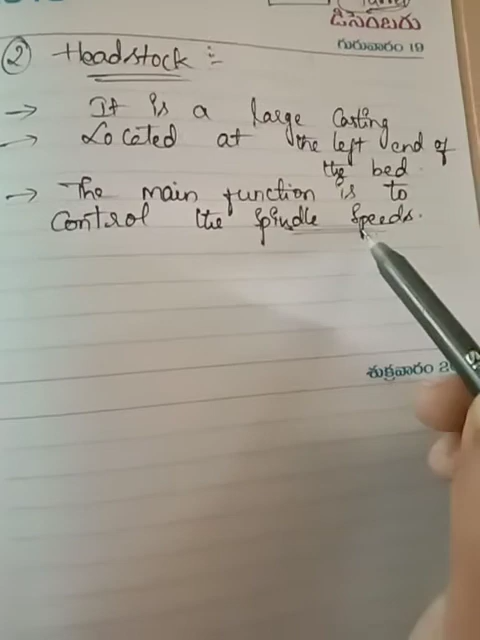 డిసెంబరు
గురువారం 19
② Headstock :-
→ It is a large casting
→ Located at the left end of
the bed
→ The main function is to
control the spindle speeds.
శుక్రవారం 2